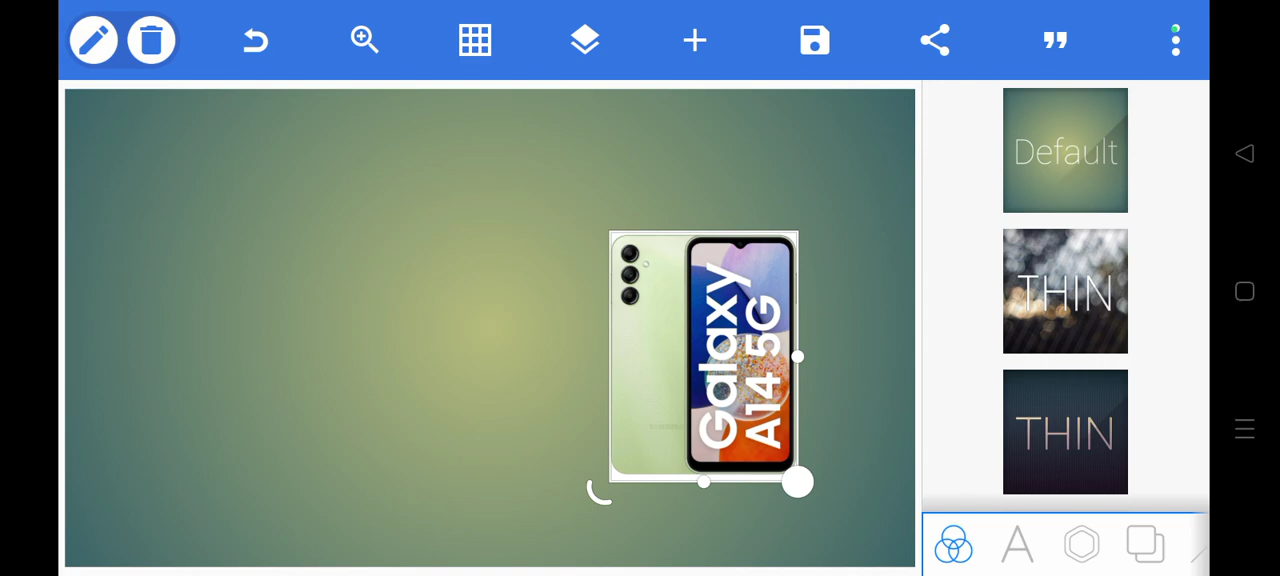 Default
THIN
THIN
Galaxy
A14 5G